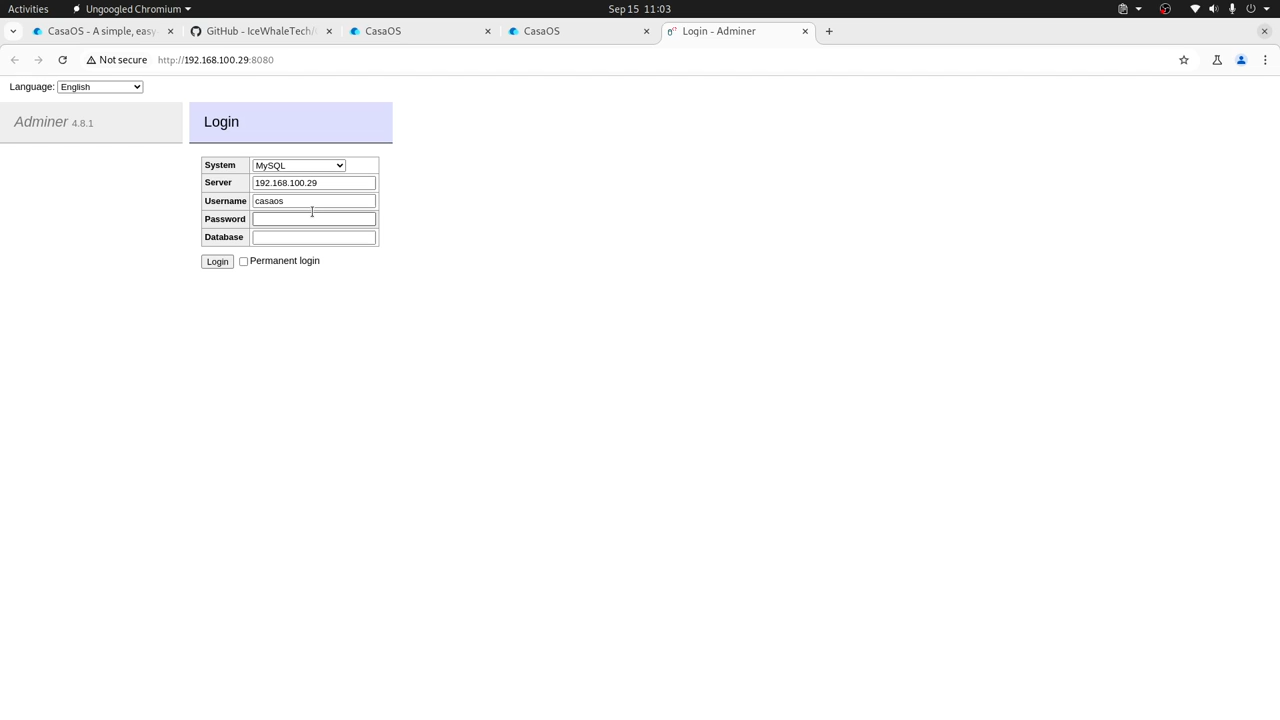 Activities Ungoogled Chromium Sep 15 11:03
CasaOS - A simple, easy GitHub - IceWhaleTech/ CasaOS CasaOS Login - Adminer
Not secure http://192.168.100.29:8080
Language: English
Adminer 4.8.1
Login
System MySQL
Server 192.168.100.29
Username casaos
Password
Database
Login Permanent login